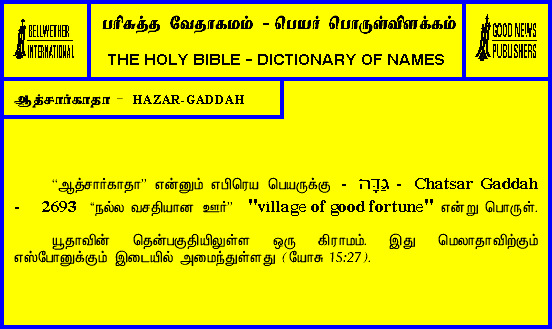 BELLWETHER
INTERNATIONAL
பரிசுத்த வேதாகமம் - பெயர் பொருள்விளக்கம்
THE HOLY BIBLE - DICTIONARY OF NAMES
GOOD NEWS
PUBLISHERS
ஆத்சார்காதா - HAZAR-GADDAH
“ஆத்சார்காதா” என்னும் எபிரெய பெயருக்கு - גַּדָּה - Chatsar Gaddah
- 2693 “நல்ல வசதியான ஊர்” "village of good fortune" என்று பொருள்.
யூதாவின் தென்பகுதியிலுள்ள ஒரு கிராமம். இது மெலாதாவிற்கும்
எஸ்போனுக்கும் இடையில் அமைந்துள்ளது (யோசு 15:27).